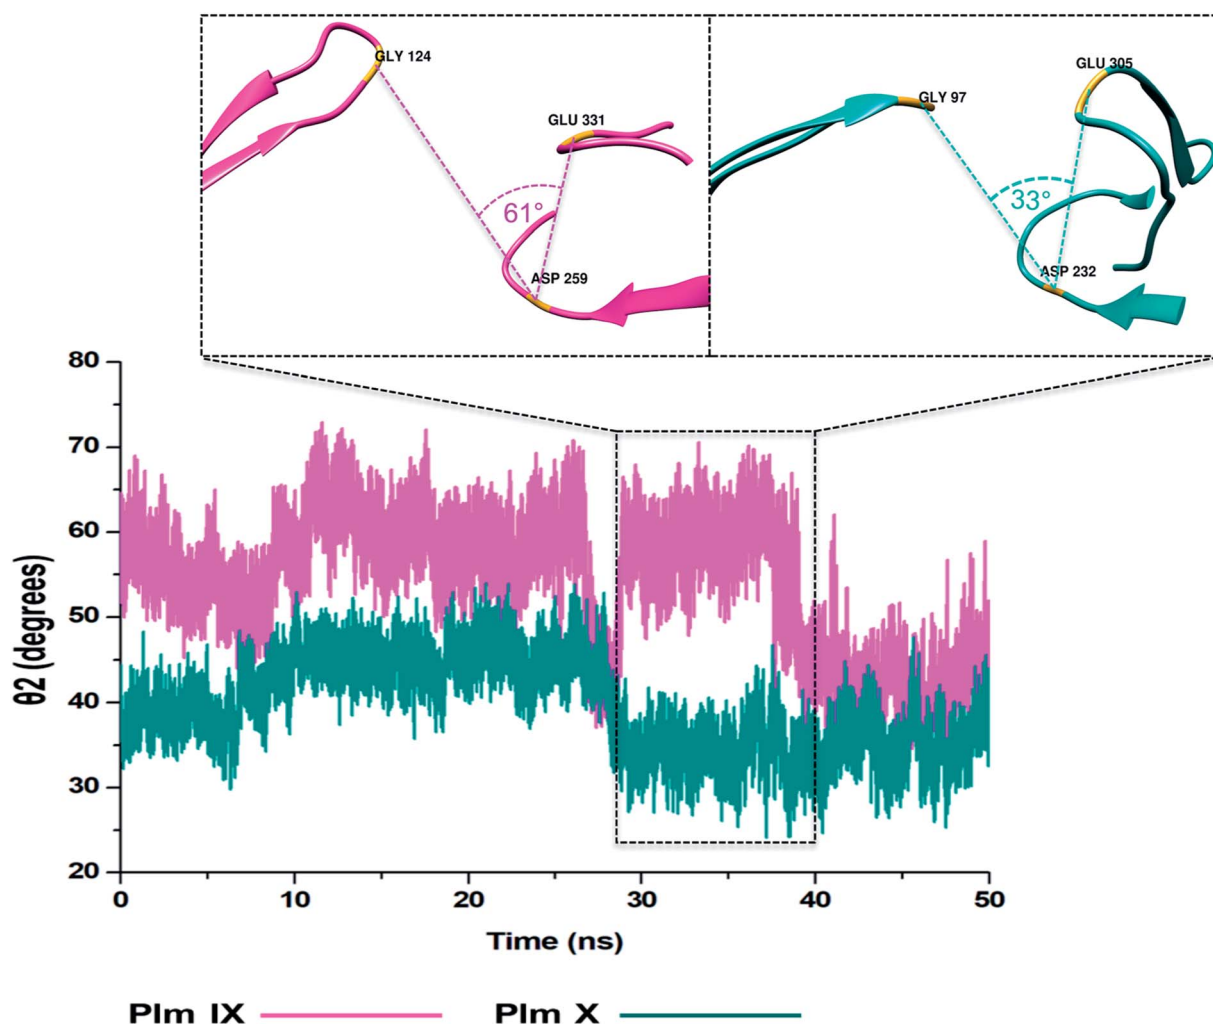 GLY 124
GLU 331
61°
ASP 259
GLY 97
GLU 305
33°
ASP 232
80
70
60
50
40
30
20
θ2 (degrees)
0 10 20 30 40 50
Time (ns)
Plm IX Plm X